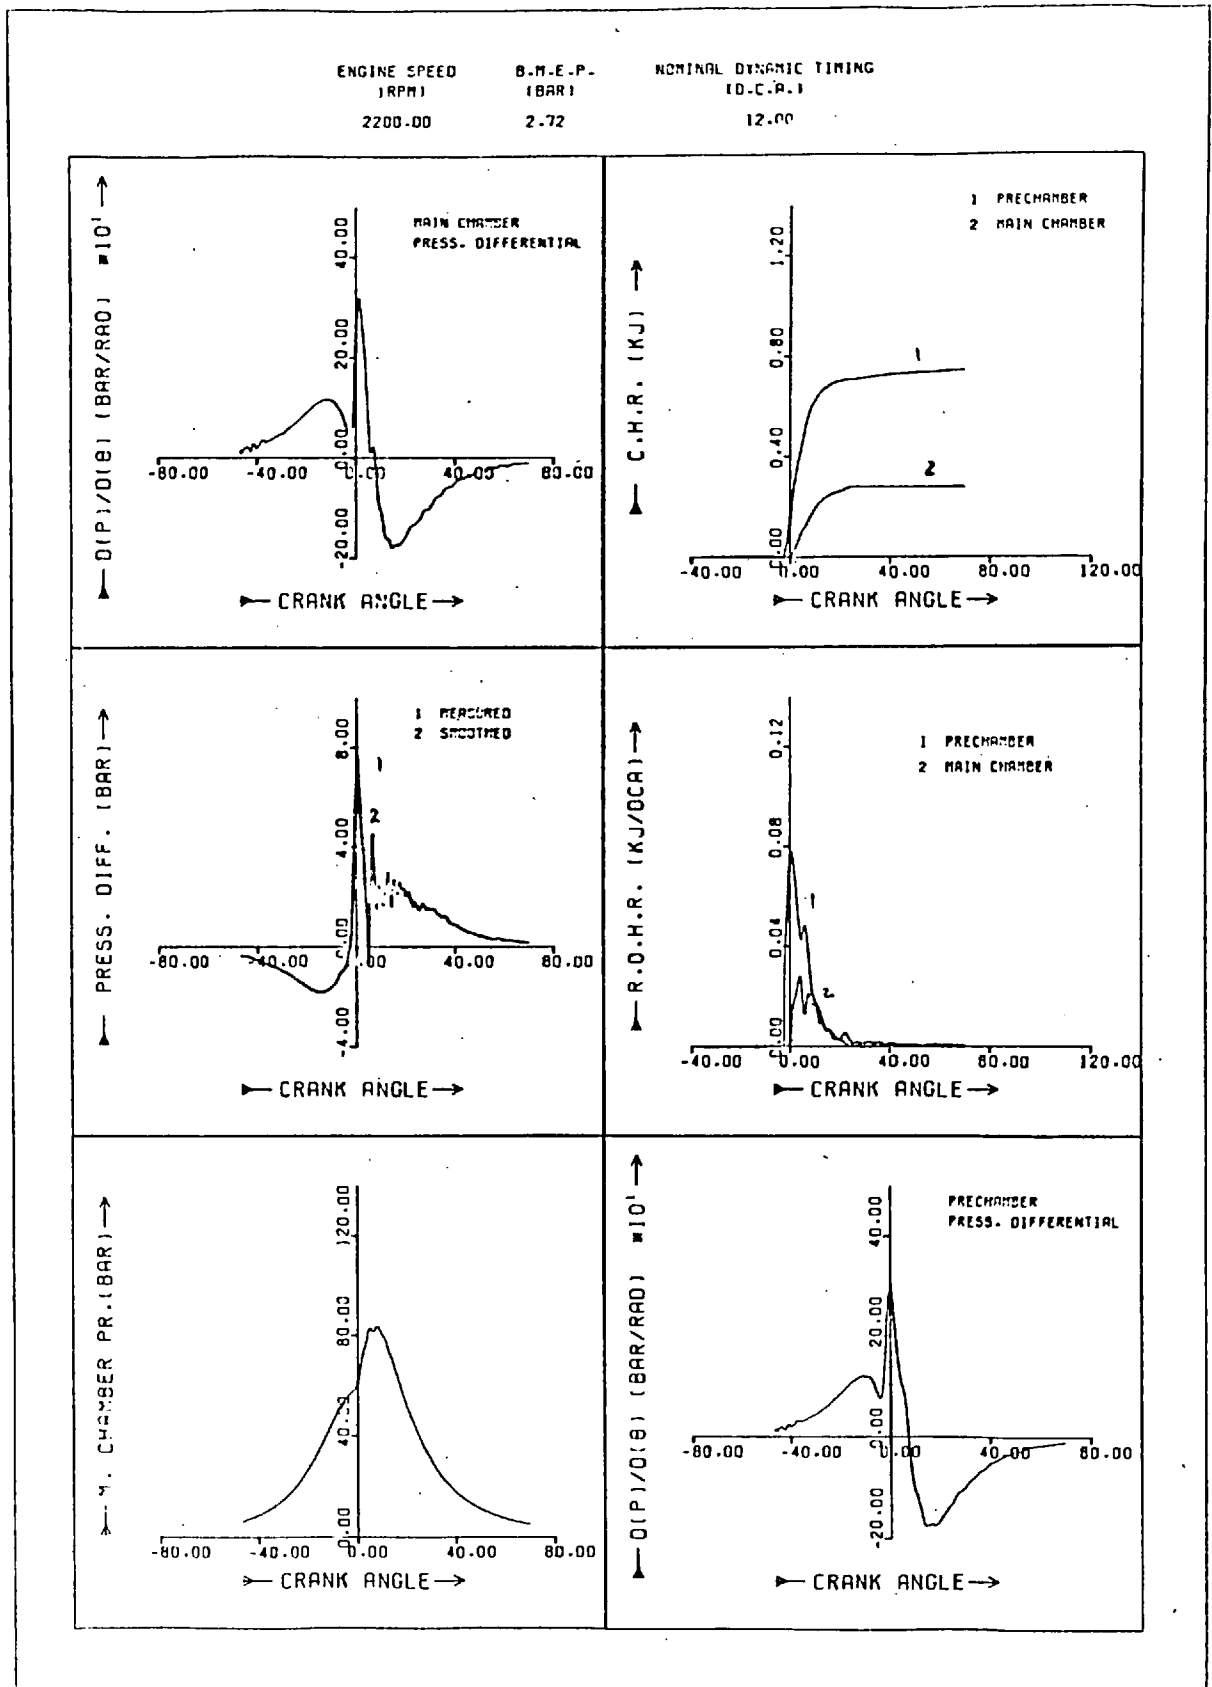 ENGINE SPEED B.M.E.P. NOMINAL DYNAMIC TIMING
(RPM) (BAR) (D.C.A.)
2200.00 2.72 12.00
D(P)/D(θ) (BAR/RAD) *10¹
MAIN CHAMBER
PRESS. DIFFERENTIAL
40.00
20.00
0.00
-20.00
-80.00 -40.00 0.00 40.00 80.00
CRANK ANGLE
C.H.R. (KJ)
1 PRECHAMBER
2 MAIN CHAMBER
1.20
0.80
0.40
0.00
1
2
-40.00 0.00 40.00 80.00 120.00
CRANK ANGLE
PRESS. DIFF. (BAR)
1 MEASURED
2 SMOOTHED
8.00
4.00
0.00
-4.00
1
2
-80.00 -40.00 0.00 40.00 80.00
CRANK ANGLE
R.O.H.R. (KJ/DCA)
1 PRECHAMBER
2 MAIN CHAMBER
0.12
0.08
0.04
0.00
1
2
-40.00 0.00 40.00 80.00 120.00
CRANK ANGLE
M. CHAMBER PR.(BAR)
120.00
80.00
40.00
0.00
-80.00 -40.00 0.00 40.00 80.00
CRANK ANGLE
D(P)/D(θ) (BAR/RAD) *10¹
PRECHAMBER
PRESS. DIFFERENTIAL
40.00
20.00
0.00
-20.00
-80.00 -40.00 0.00 40.00 80.00
CRANK ANGLE